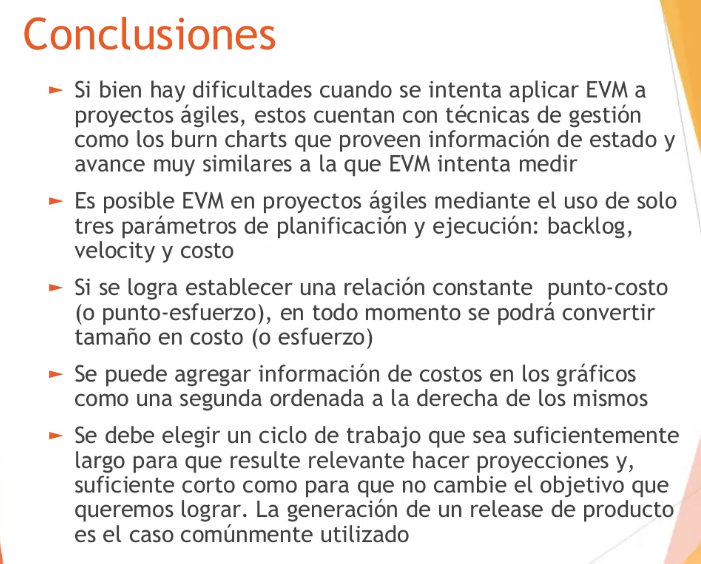 Conclusiones
► Si bien hay dificultades cuando se intenta aplicar EVM a
proyectos ágiles, estos cuentan con técnicas de gestión
como los burn charts que proveen información de estado y
avance muy similares a la que EVM intenta medir
► Es posible EVM en proyectos ágiles mediante el uso de solo
tres parámetros de planificación y ejecución: backlog,
velocity y costo
► Si se logra establecer una relación constante  punto-costo
(o punto-esfuerzo), en todo momento se podrá convertir
tamaño en costo (o esfuerzo)
► Se puede agregar información de costos en los gráficos
como una segunda ordenada a la derecha de los mismos
► Se debe elegir un ciclo de trabajo que sea suficientemente
largo para que resulte relevante hacer proyecciones y,
suficiente corto como para que no cambie el objetivo que
queremos lograr. La generación de un release de producto
es el caso comúnmente utilizado